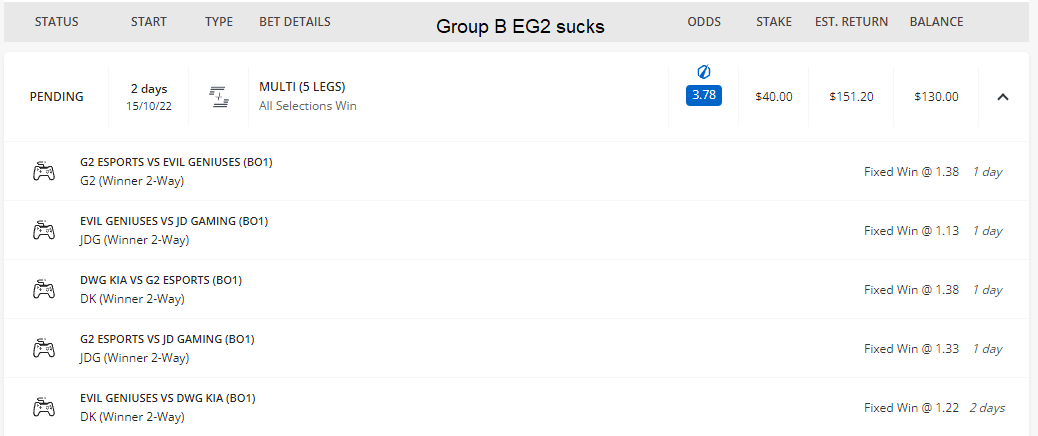 STATUS START TYPE BET DETAILS Group B EG2 sucks ODDS STAKE EST. RETURN BALANCE
PENDING 2 days 15/10/22 MULTI (5 LEGS) All Selections Win 3.78 $40.00 $151.20 $130.00
G2 ESPORTS VS EVIL GENIUSES (BO1)
G2 (Winner 2-Way) Fixed Win @ 1.38 1 day
EVIL GENIUSES VS JD GAMING (BO1)
JDG (Winner 2-Way) Fixed Win @ 1.13 1 day
DWG KIA VS G2 ESPORTS (BO1)
DK (Winner 2-Way) Fixed Win @ 1.38 1 day
G2 ESPORTS VS JD GAMING (BO1)
JDG (Winner 2-Way) Fixed Win @ 1.33 1 day
EVIL GENIUSES VS DWG KIA (BO1)
DK (Winner 2-Way) Fixed Win @ 1.22 2 days